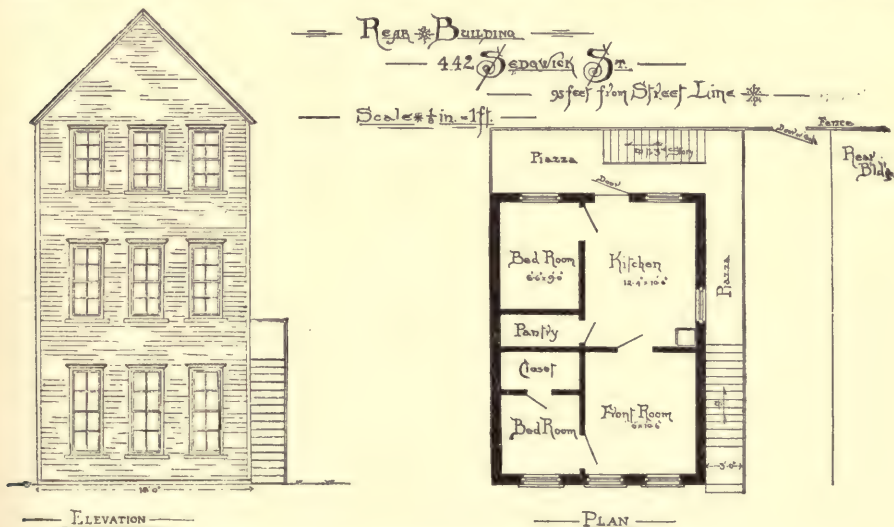 REAR BUILDING
442 SEDGWICK ST.
95 feet from Street Line
Scale ⅛ in. = 1 ft.
Fence
Piazza
Door
Rear
Bld'g
Bed Room
6'-6" x 9'-0"
Kitchen
12'-4" x 10'-6"
Piazza
Pantry
Closet
Front Room
Bed Room
3'-0"
18'-0"
ELEVATION
PLAN